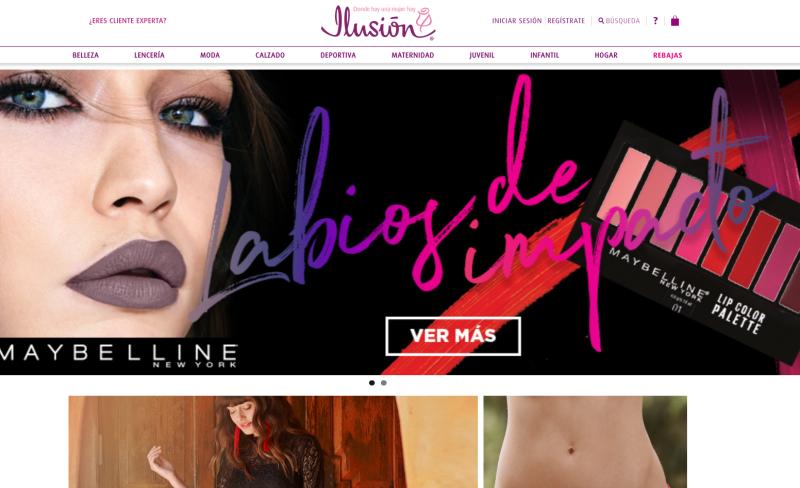 ¿ERES CLIENTE EXPERTA?
Donde hay una mujer hay
Ilusión®
INICIAR SESIÓN REGÍSTRATE BÚSQUEDA ?
BELLEZA LENCERÍA MODA CALZADO DEPORTIVA MATERNIDAD JUVENIL INFANTIL HOGAR REBAJAS
Labios de
impacto
MAYBELLINE
NEW YORK
VER MÁS
MAYBELLINE®
NEW YORK
LIP COLOR
PALETTE
01